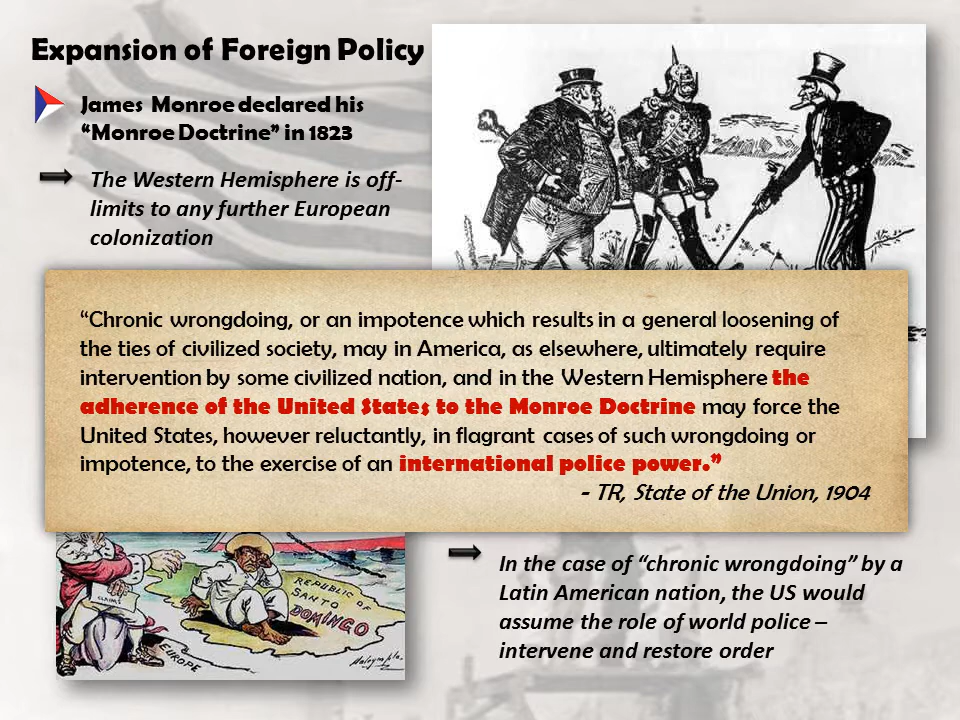 Expansion of Foreign Policy
James Monroe declared his
“Monroe Doctrine” in 1823
The Western Hemisphere is off-
limits to any further European
colonization
“Chronic wrongdoing, or an impotence which results in a general loosening of
the ties of civilized society, may in America, as elsewhere, ultimately require
intervention by some civilized nation, and in the Western Hemisphere the
adherence of the United States to the Monroe Doctrine may force the
United States, however reluctantly, in flagrant cases of such wrongdoing or
impotence, to the exercise of an international police power.”
- TR, State of the Union, 1904
CLAIMS
REPUBLIC OF
SANTO
DOMINGO
EUROPE
In the case of “chronic wrongdoing” by a
Latin American nation, the US would
assume the role of world police –
intervene and restore order